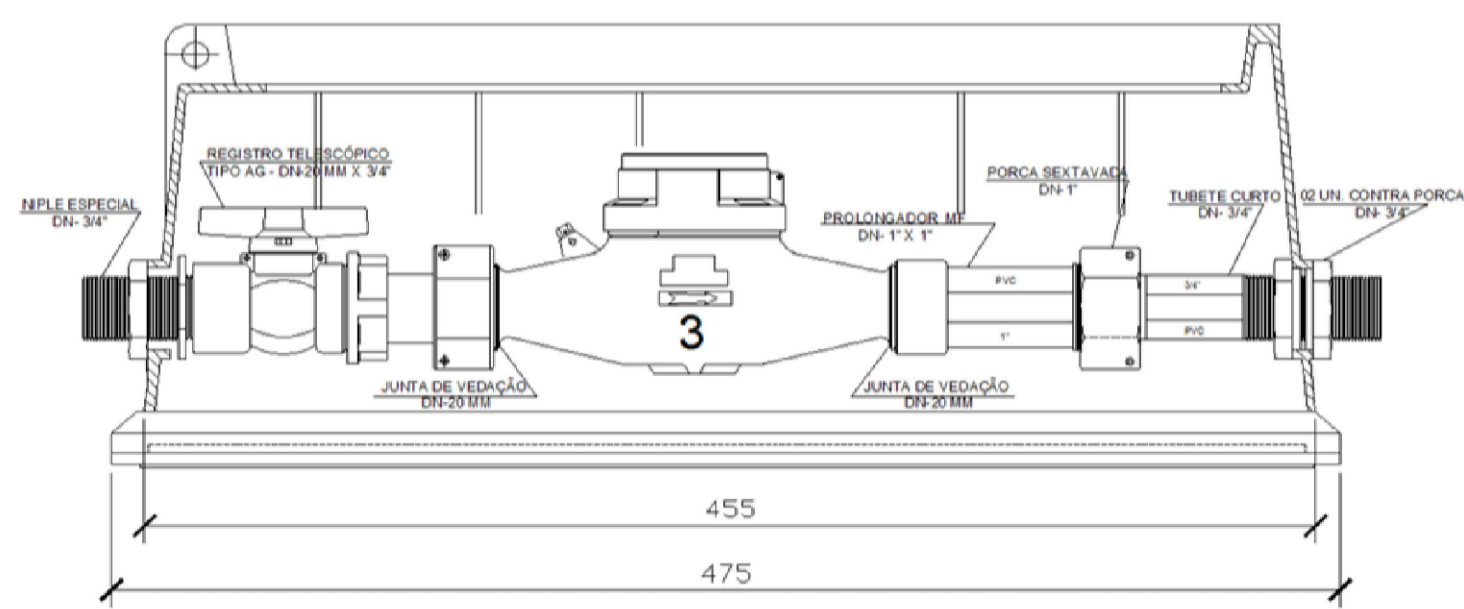 REGISTRO TELESCÓPICO
TIPO AG - DN-20 MM X 3/4"
NIPLE ESPECIAL
DN- 3/4"
PORCA SEXTAVADA
DN- 1"
TUBETE CURTO
DN- 3/4"
02 UN. CONTRA PORCA
DN- 3/4"
PROLONGADOR MF
DN- 1" X 1"
PVC
1"
3/4"
PVC
3
JUNTA DE VEDAÇÃO
DN-20 MM
JUNTA DE VEDAÇÃO
DN-20 MM
455
475